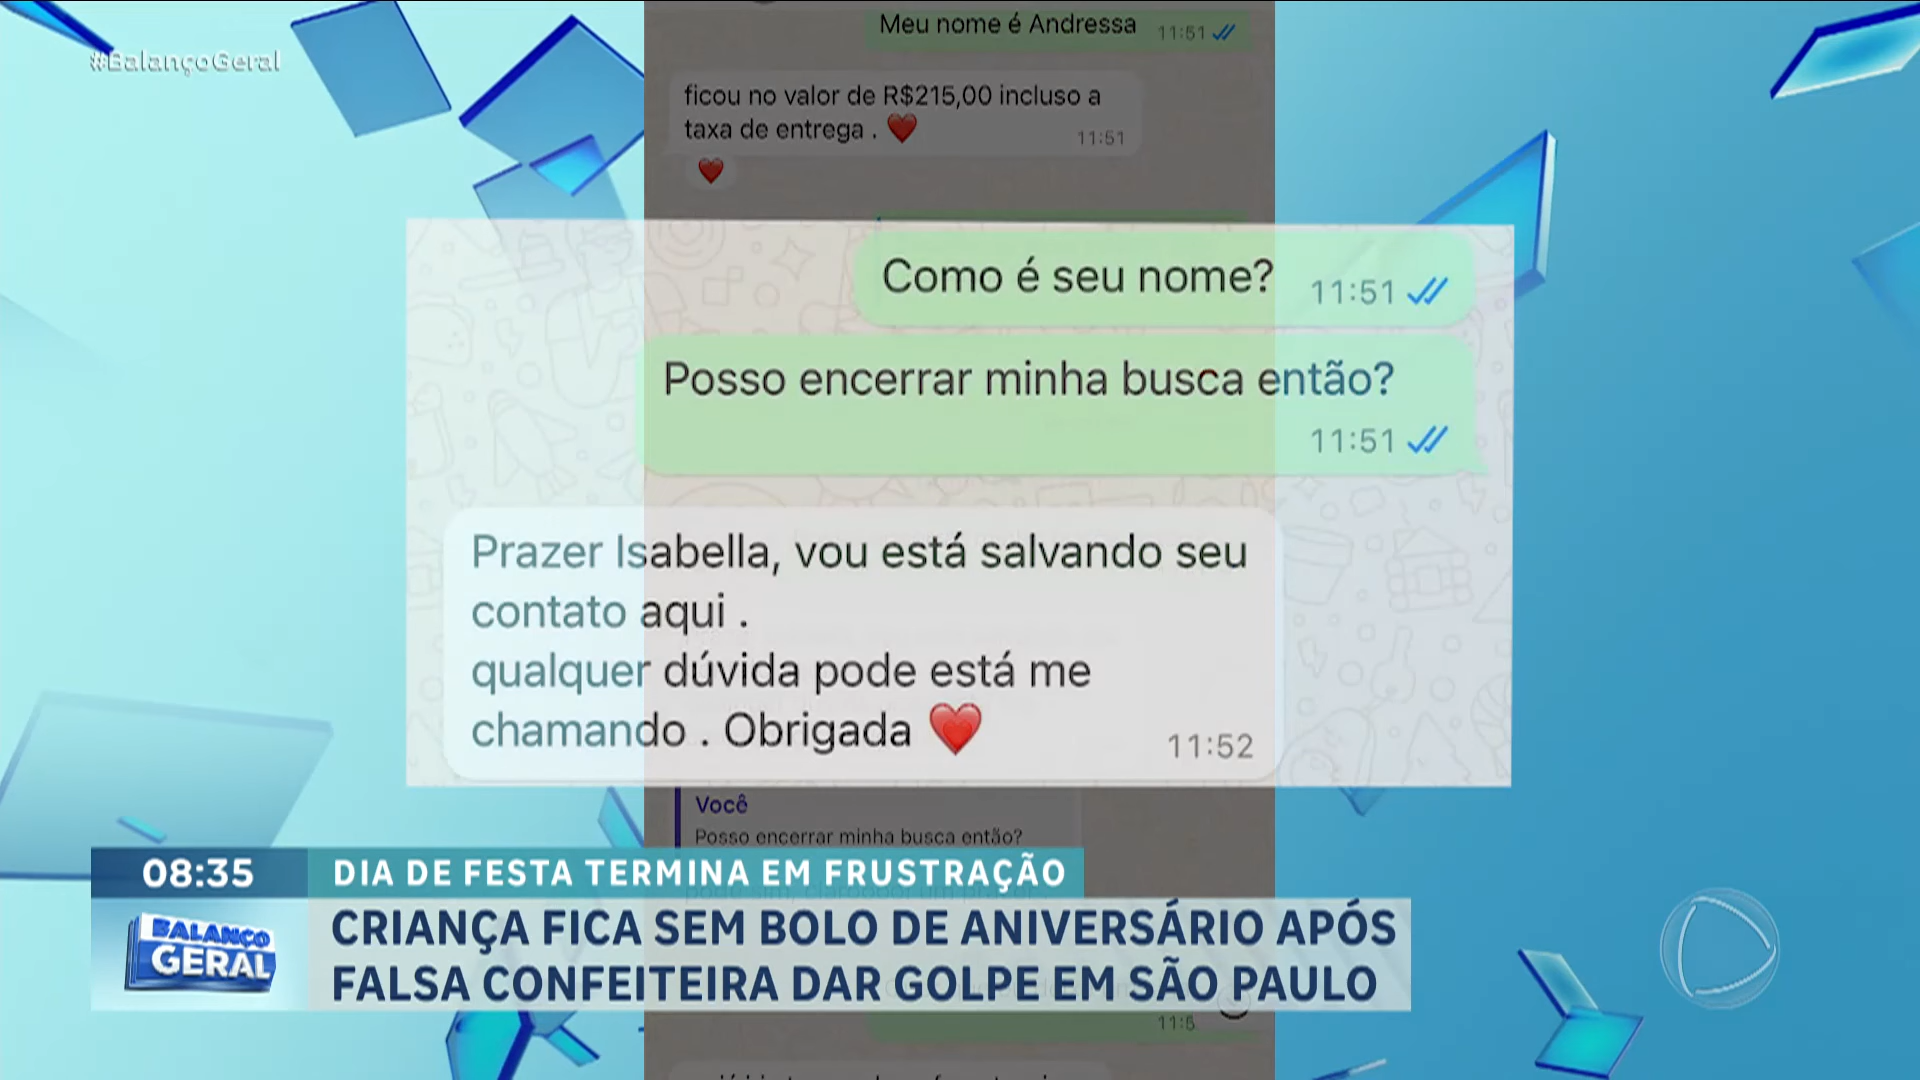 #BalançoGeral
Meu nome é Andressa 11:51
ficou no valor de R$215,00 incluso a
taxa de entrega . ❤️ 11:51
❤️
Como é seu nome? 11:51
Posso encerrar minha busca então?
11:51
Prazer Isabella, vou está salvando seu
contato aqui .
qualquer dúvida pode está me
chamando . Obrigada ❤️ 11:52
Você
Posso encerrar minha busca então?
08:35 DIA DE FESTA TERMINA EM FRUSTRAÇÃO
BALANÇO
GERAL
CRIANÇA FICA SEM BOLO DE ANIVERSÁRIO APÓS
FALSA CONFEITEIRA DAR GOLPE EM SÃO PAULO